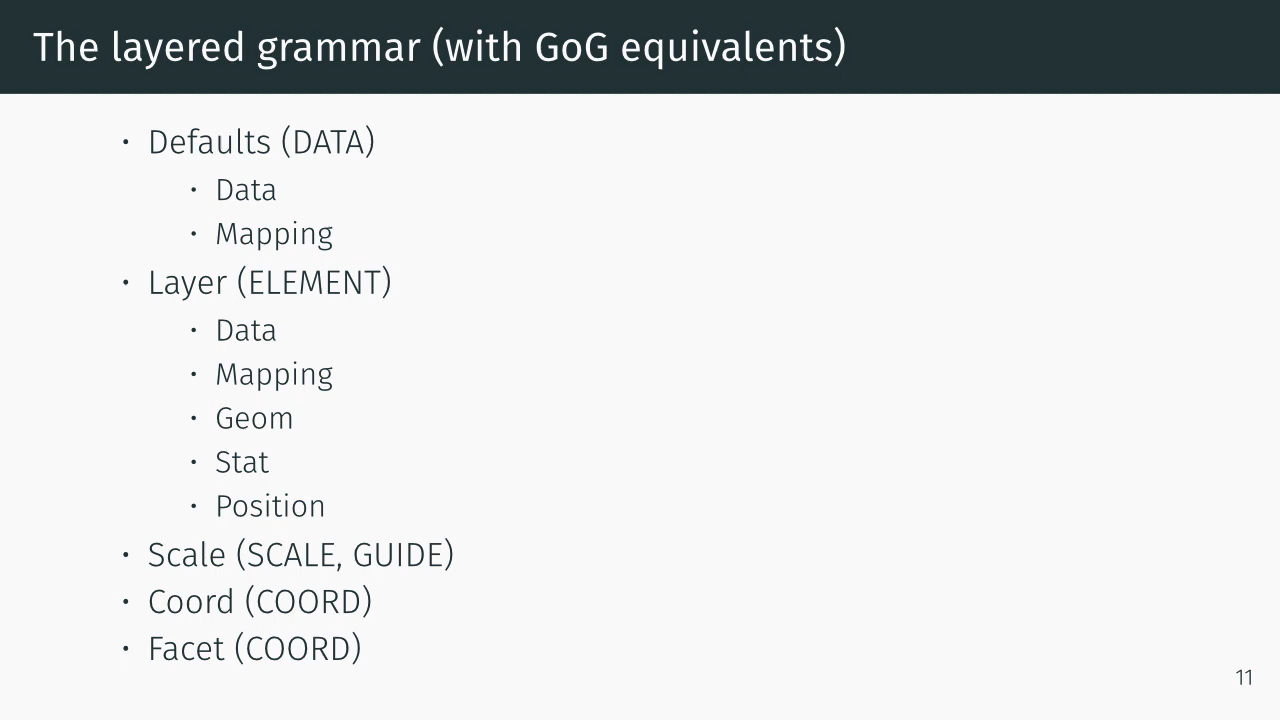 The layered grammar (with GoG equivalents)
• Defaults (DATA)
• Data
• Mapping
• Layer (ELEMENT)
• Data
• Mapping
• Geom
• Stat
• Position
• Scale (SCALE, GUIDE)
• Coord (COORD)
• Facet (COORD)
11